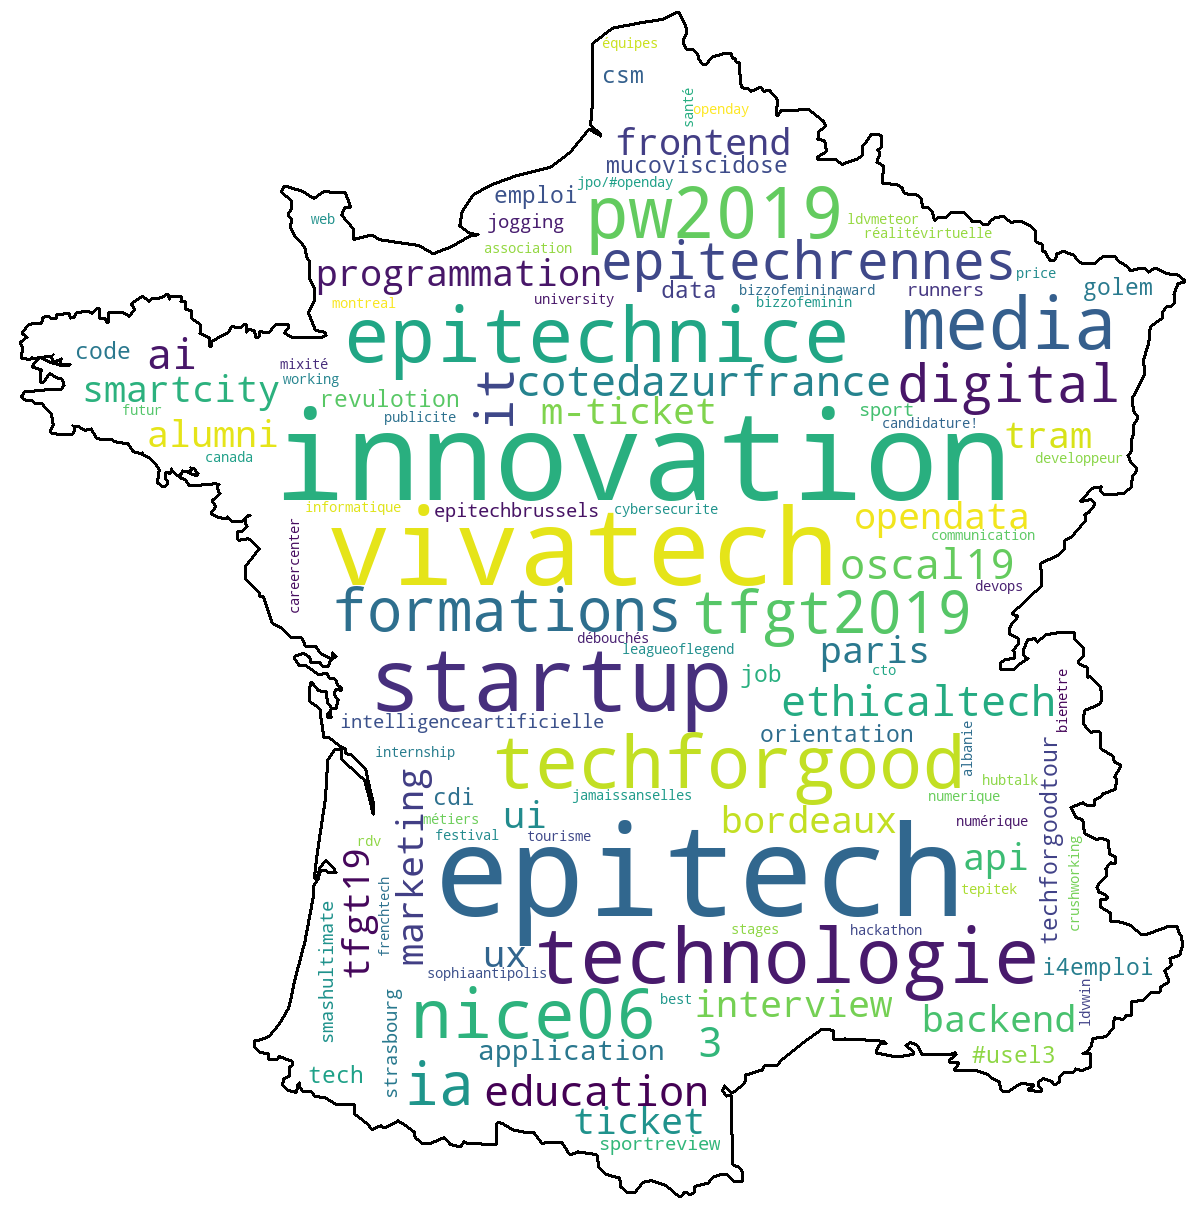 équipes
csm
santé
openday
frontend
mucoviscidose
jpo/#openday
emploi
pw2019
jogging
web
ldvmeteor
réalitévirtuelle
association
epitechrennes
programmation
price
golem
data
bizzofemininaward
runners
montreal
university
bizzofeminin
media
epitechnice
code
ai
mixité
working
it
cotedazurfrance
digital
smartcity
revulotion
m-ticket
sport
futur
publicite
candidature!
alumni
tram
innovation
canada
developpeur
informatique
epitechbrussels
cybersecurite
opendata
vivatech
communication
careercenter
oscal19
devops
formations
tfgt2019
débouchés
leagueoflegend
paris
startup
job
cto
ethicaltech
bienetre
intelligenceartificielle
orientation
internship
techforgood
albanie
hubtalk
techforgoodtour
marketing
cdi
jamaissanselles
numerique
métiers
ui
bordeaux
numérique
festival
tourisme
rdv
crushworking
tfgt19
epitech
api
frenchtech
tepitek
smashultimate
stages
hackathon
ux
technologie
sophiaantipolis
i4emploi
strasbourg
nice06
best
interview
ldvwin
backend
3
application
#usel3
tech
ia
education
ticket
sportreview